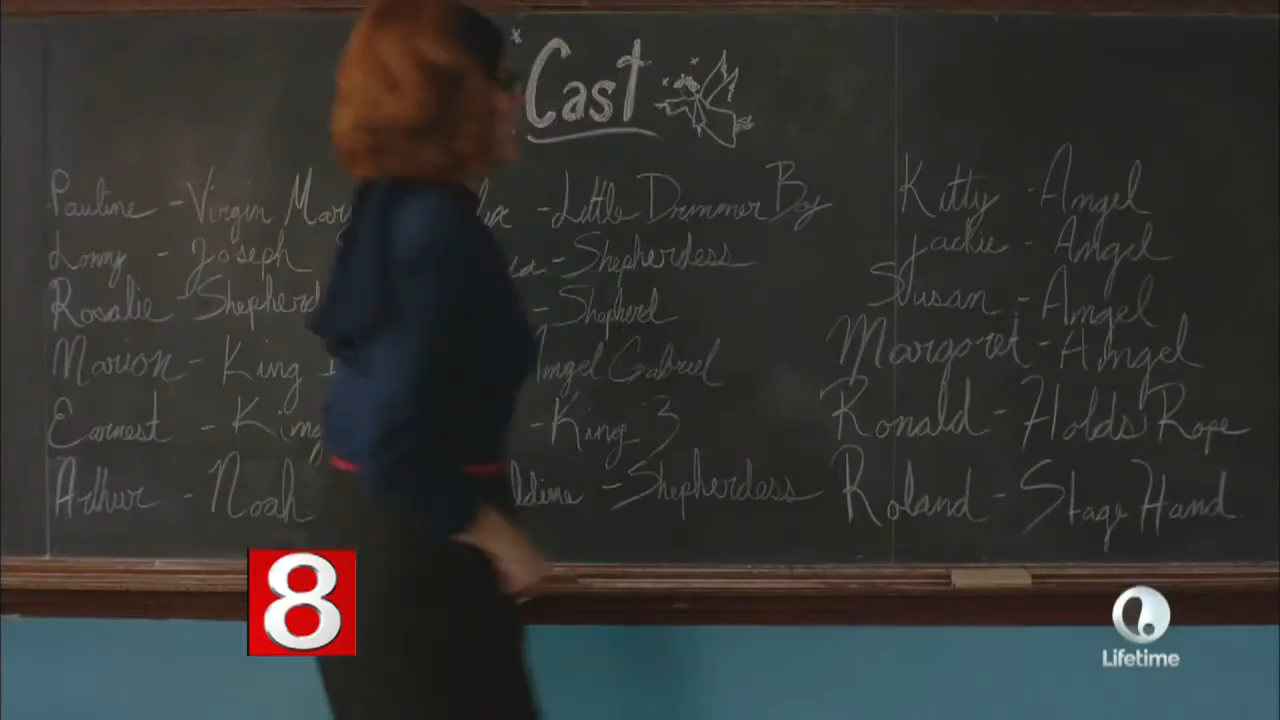 Cast
Pauline - Virgin Mary
Lonny - Joseph
Rosalie - Shepherd
Marion - King
Earnest - King
Arthur - Noah
- Little Drummer Boy
- Shepherdess
- Shepherd
Angel Gabriel
- King 3
- Shepherdess
Kitty - Angel
Jackie - Angel
Susan - Angel
Margaret - Angel
Ronald - Holds Rope
Roland - Stage Hand
8
Lifetime